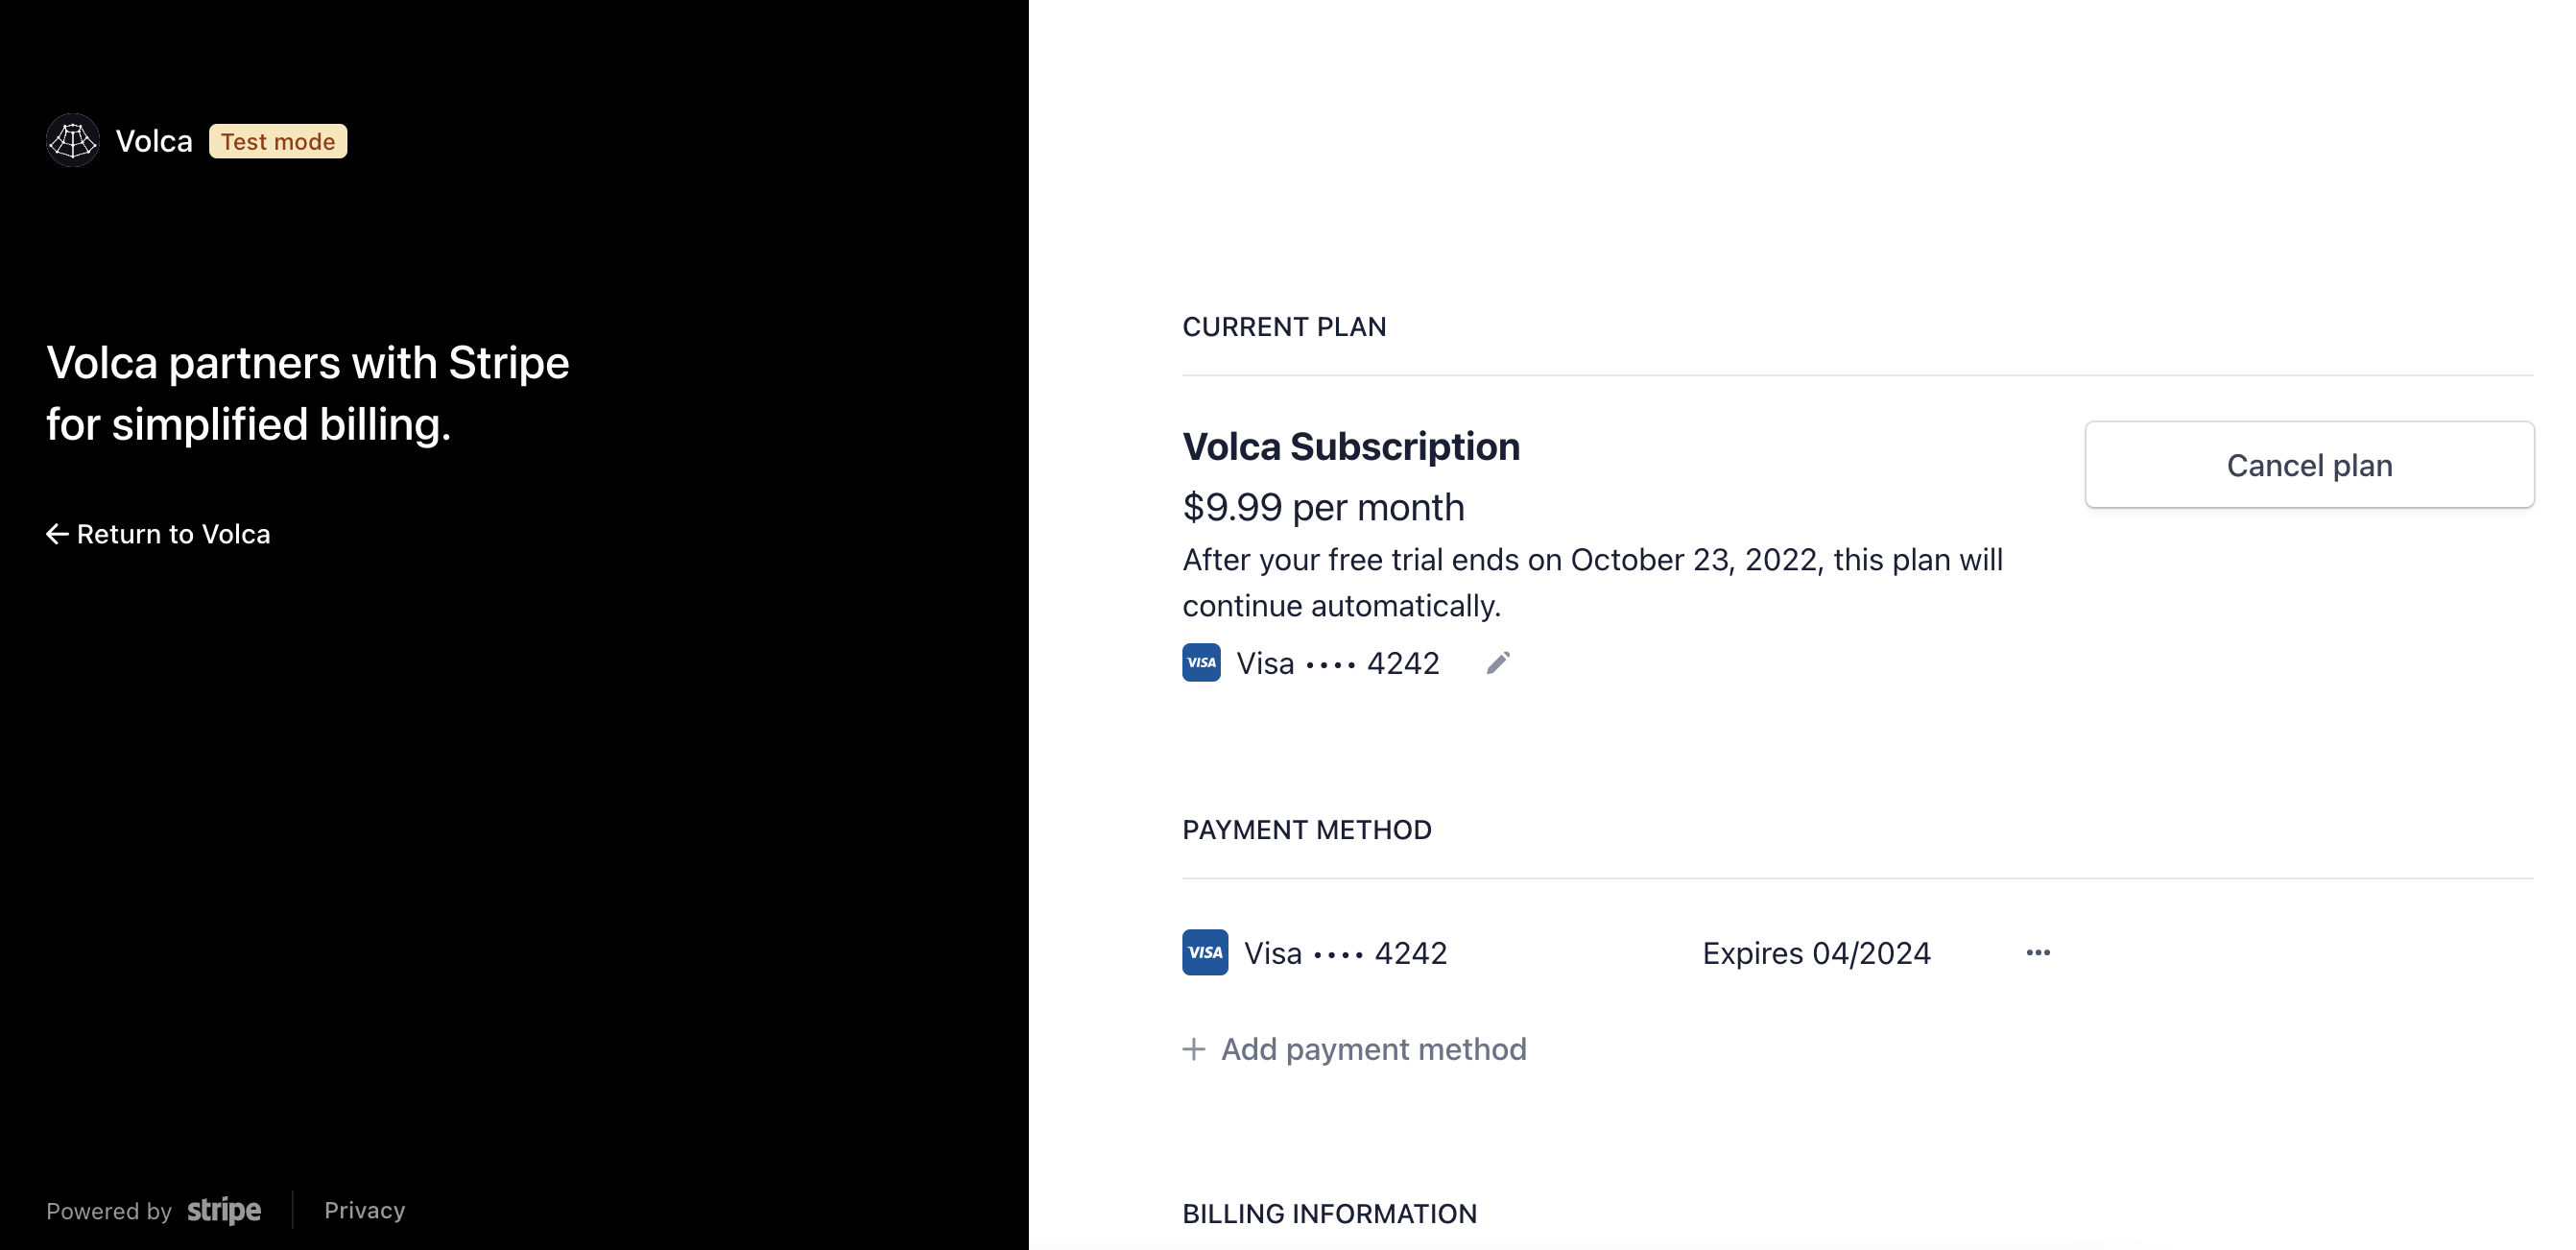 Volca Test mode
Volca partners with Stripe
for simplified billing.
← Return to Volca
Powered by stripe Privacy
CURRENT PLAN
Volca Subscription
Cancel plan
$9.99 per month
After your free trial ends on October 23, 2022, this plan will
continue automatically.
VISA Visa •••• 4242
PAYMENT METHOD
VISA Visa •••• 4242 Expires 04/2024 •••
+ Add payment method
BILLING INFORMATION